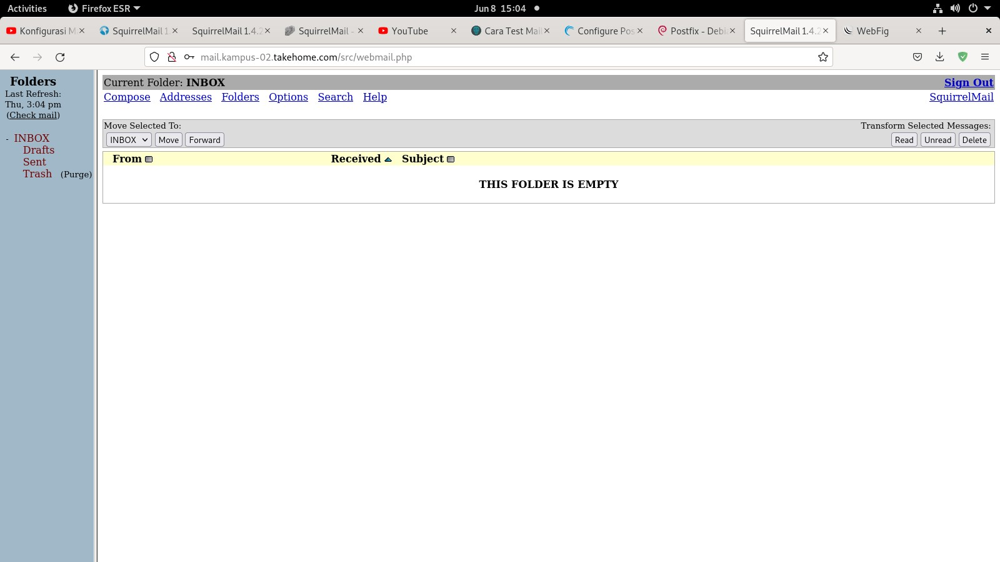 Activities Firefox ESR Jun 8 15:04
Konfigurasi M SquirrelMail 1. SquirrelMail 1.4.2 SquirrelMail - YouTube Cara Test Mail Configure Pos Postfix - Debi SquirrelMail 1.4.2 WebFig
mail.kampus-02.takehome.com/src/webmail.php
Folders
Last Refresh:
Thu, 3:04 pm
(Check mail)
- INBOX
Drafts
Sent
Trash (Purge)
Current Folder: INBOX Sign Out
Compose Addresses Folders Options Search Help SquirrelMail
Move Selected To: Transform Selected Messages:
INBOX Move Forward Read Unread Delete
From Received Subject
THIS FOLDER IS EMPTY